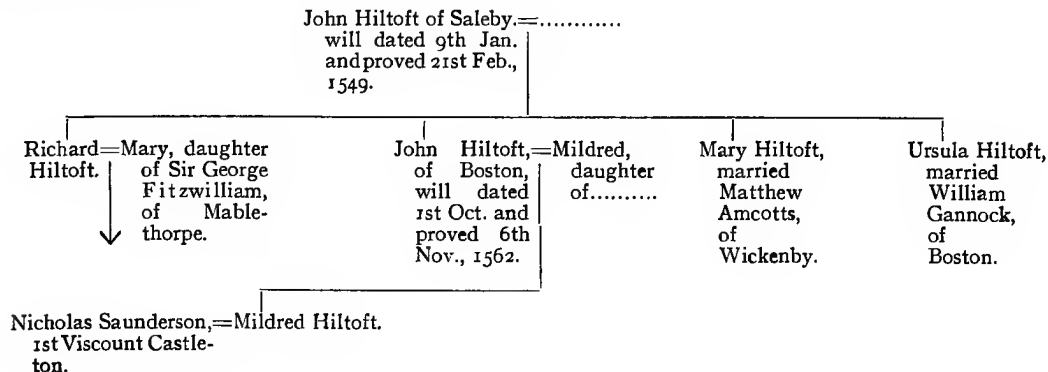 John Hiltoft of Saleby.=............
will dated 9th Jan.
and proved 21st Feb.,
1549.
Richard=Mary, daughter
Hiltoft. of Sir George
Fitzwilliam,
of Mable-
thorpe.
John Hiltoft,=Mildred,
of Boston, daughter
will dated of..........
1st Oct. and
proved 6th
Nov., 1562.
Mary Hiltoft,
married
Matthew
Amcotts,
of
Wickenby.
Ursula Hiltoft,
married
William
Gannock,
of
Boston.
Nicholas Saunderson,=Mildred Hiltoft.
1st Viscount Castle-
ton.